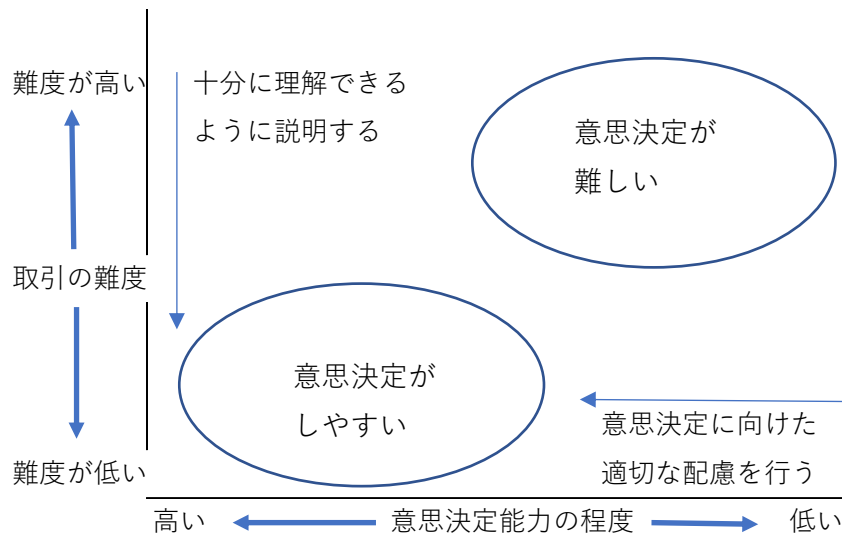 難度が高い
十分に理解できる
ように説明する
意思決定が
難しい
取引の難度
意思決定が
しやすい
意思決定に向けた
適切な配慮を行う
難度が低い
高い
意思決定能力の程度
低い